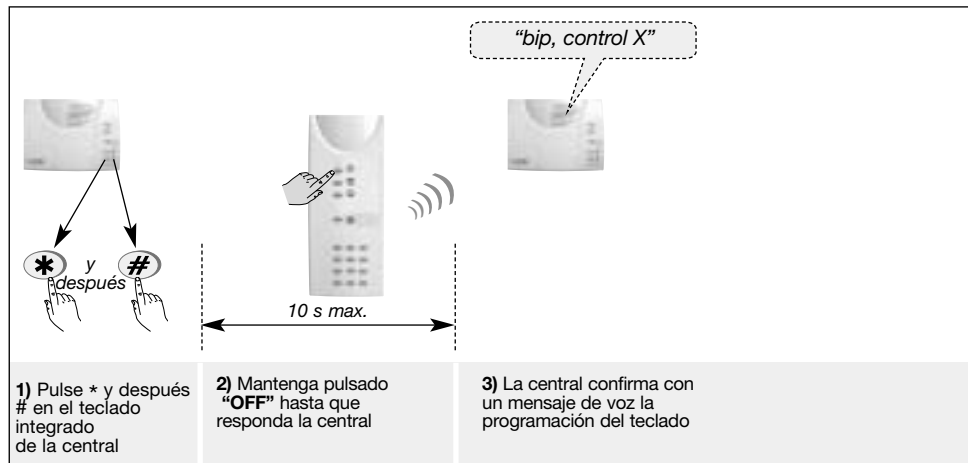 “bip, control X”
* y después #
10 s max.
1) Pulse * y después
# en el teclado
integrado
de la central
2) Mantenga pulsado
“OFF” hasta que
responda la central
3) La central confirma con
un mensaje de voz la
programación del teclado